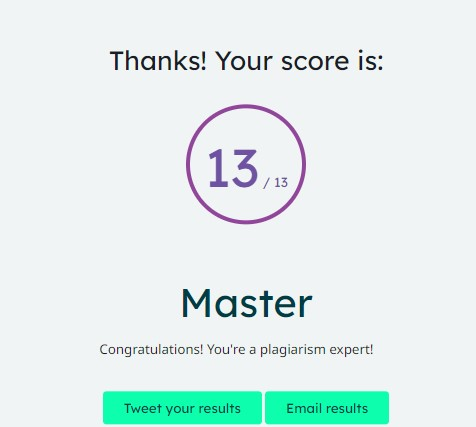 Thanks! Your score is:
13 / 13
Master
Congratulations! You're a plagiarism expert!
Tweet your results Email results